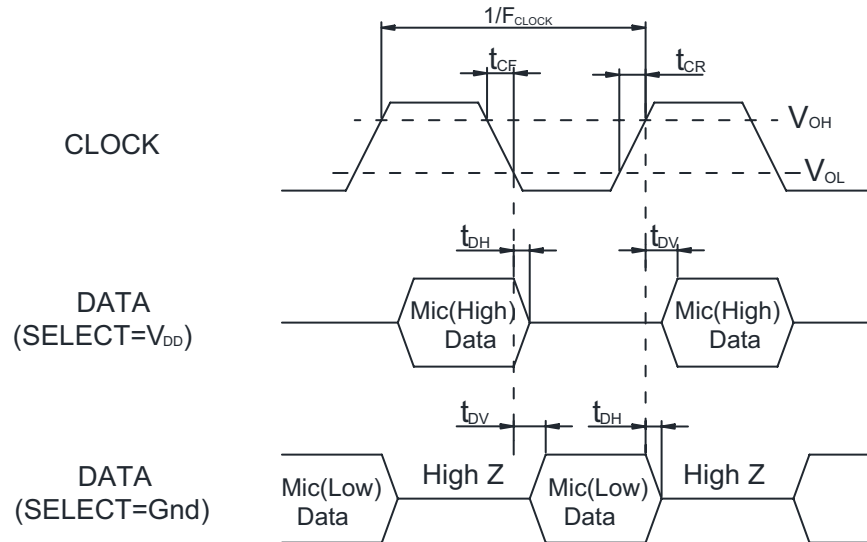 1/FCLOCK
tCF
tCR
CLOCK
VOH
VOL
tDH
tDV
DATA
(SELECT=VDD)
Mic(High)
Data
Mic(High)
Data
tDV
tDH
DATA
(SELECT=Gnd)
Mic(Low)
Data
High Z
Mic(Low)
Data
High Z